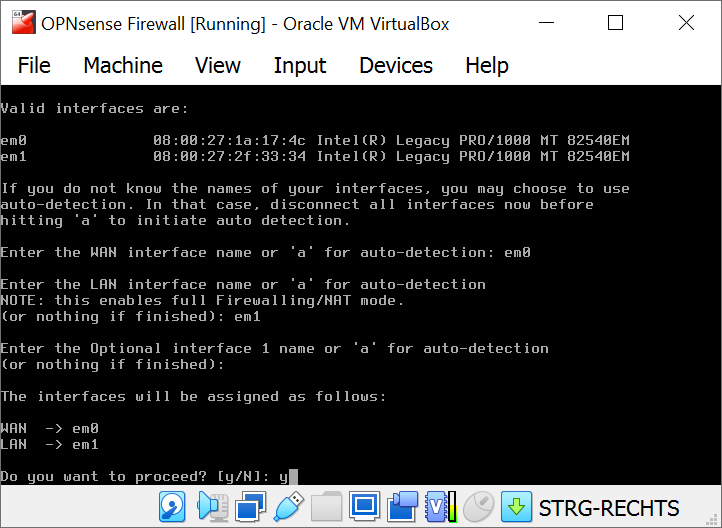 OPNsense Firewall [Running] - Oracle VM VirtualBox
File Machine View Input Devices Help
Valid interfaces are:
em0 08:00:27:1a:17:4c Intel(R) Legacy PRO/1000 MT 82540EM
em1 08:00:27:2f:33:34 Intel(R) Legacy PRO/1000 MT 82540EM
If you do not know the names of your interfaces, you may choose to use
auto-detection. In that case, disconnect all interfaces now before
hitting 'a' to initiate auto detection.
Enter the WAN interface name or 'a' for auto-detection: em0
Enter the LAN interface name or 'a' for auto-detection
NOTE: this enables full Firewalling/NAT mode.
(or nothing if finished): em1
Enter the Optional interface 1 name or 'a' for auto-detection
(or nothing if finished):
The interfaces will be assigned as follows:
WAN -> em0
LAN -> em1
Do you want to proceed? [y/N]: y
STRG-RECHTS